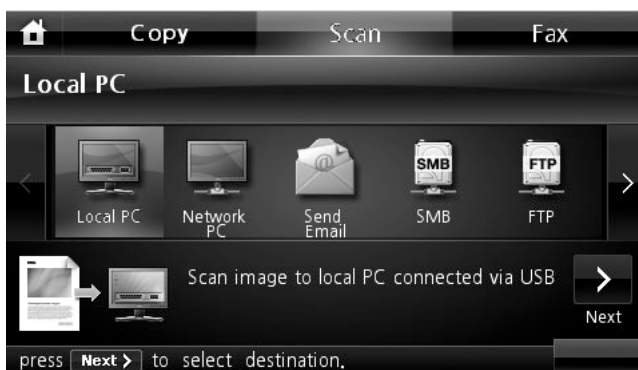 Copy Scan Fax
Local PC
SMB FTP
Local PC Network PC Send Email SMB FTP
Scan image to local PC connected via USB
Next
press Next > to select destination.